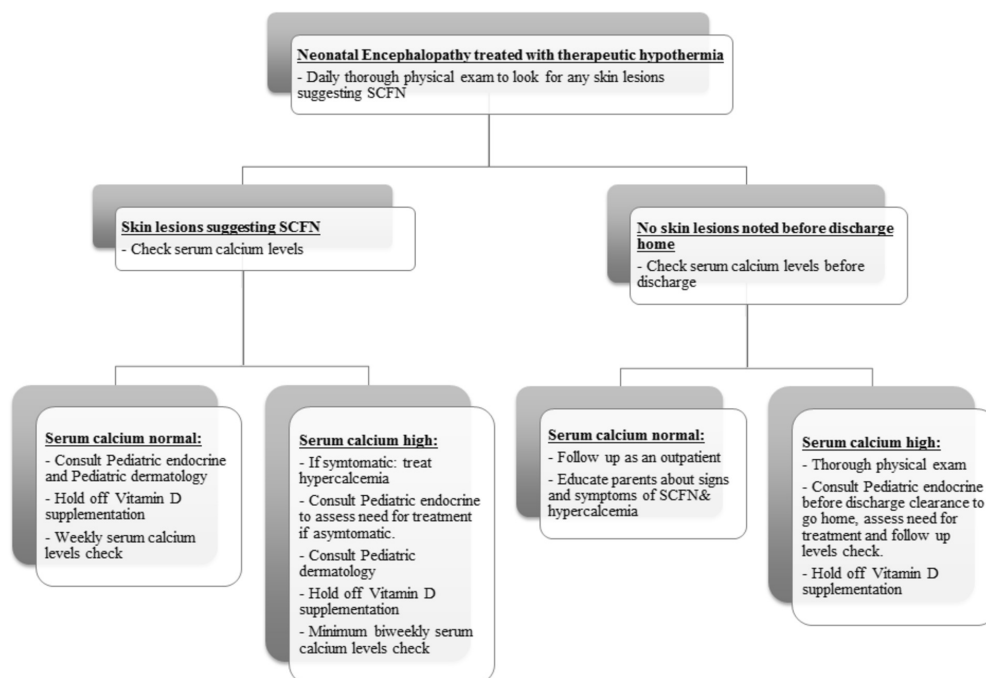 Neonatal Encephalopathy treated with therapeutic hypothermia
- Daily thorough physical exam to look for any skin lesions
suggesting SCFN
Skin lesions suggesting SCFN
- Check serum calcium levels
No skin lesions noted before discharge
home
- Check serum calcium levels before
discharge
Serum calcium normal:
- Consult Pediatric endocrine
and Pediatric dermatology
- Hold off Vitamin D
supplementation
- Weekly serum calcium
levels check
Serum calcium high:
- If symtomatic: treat
hypercalcemia
- Consult Pediatric endocrine
to assess need for treatment
if asymtomatic.
- Consult Pediatric
dermatology
- Hold off Vitamin D
supplementation
- Minimum biweekly serum
calcium levels check
Serum calcium normal:
- Follow up as an outpatient
- Educate parents about signs
and symptoms of SCFN&
hypercalcemia
Serum calcium high:
- Thorough physical exam
- Consult Pediatric endocrine
before discharge clearance to
go home, assess need for
treatment and follow up
levels check.
- Hold off Vitamin D
supplementation